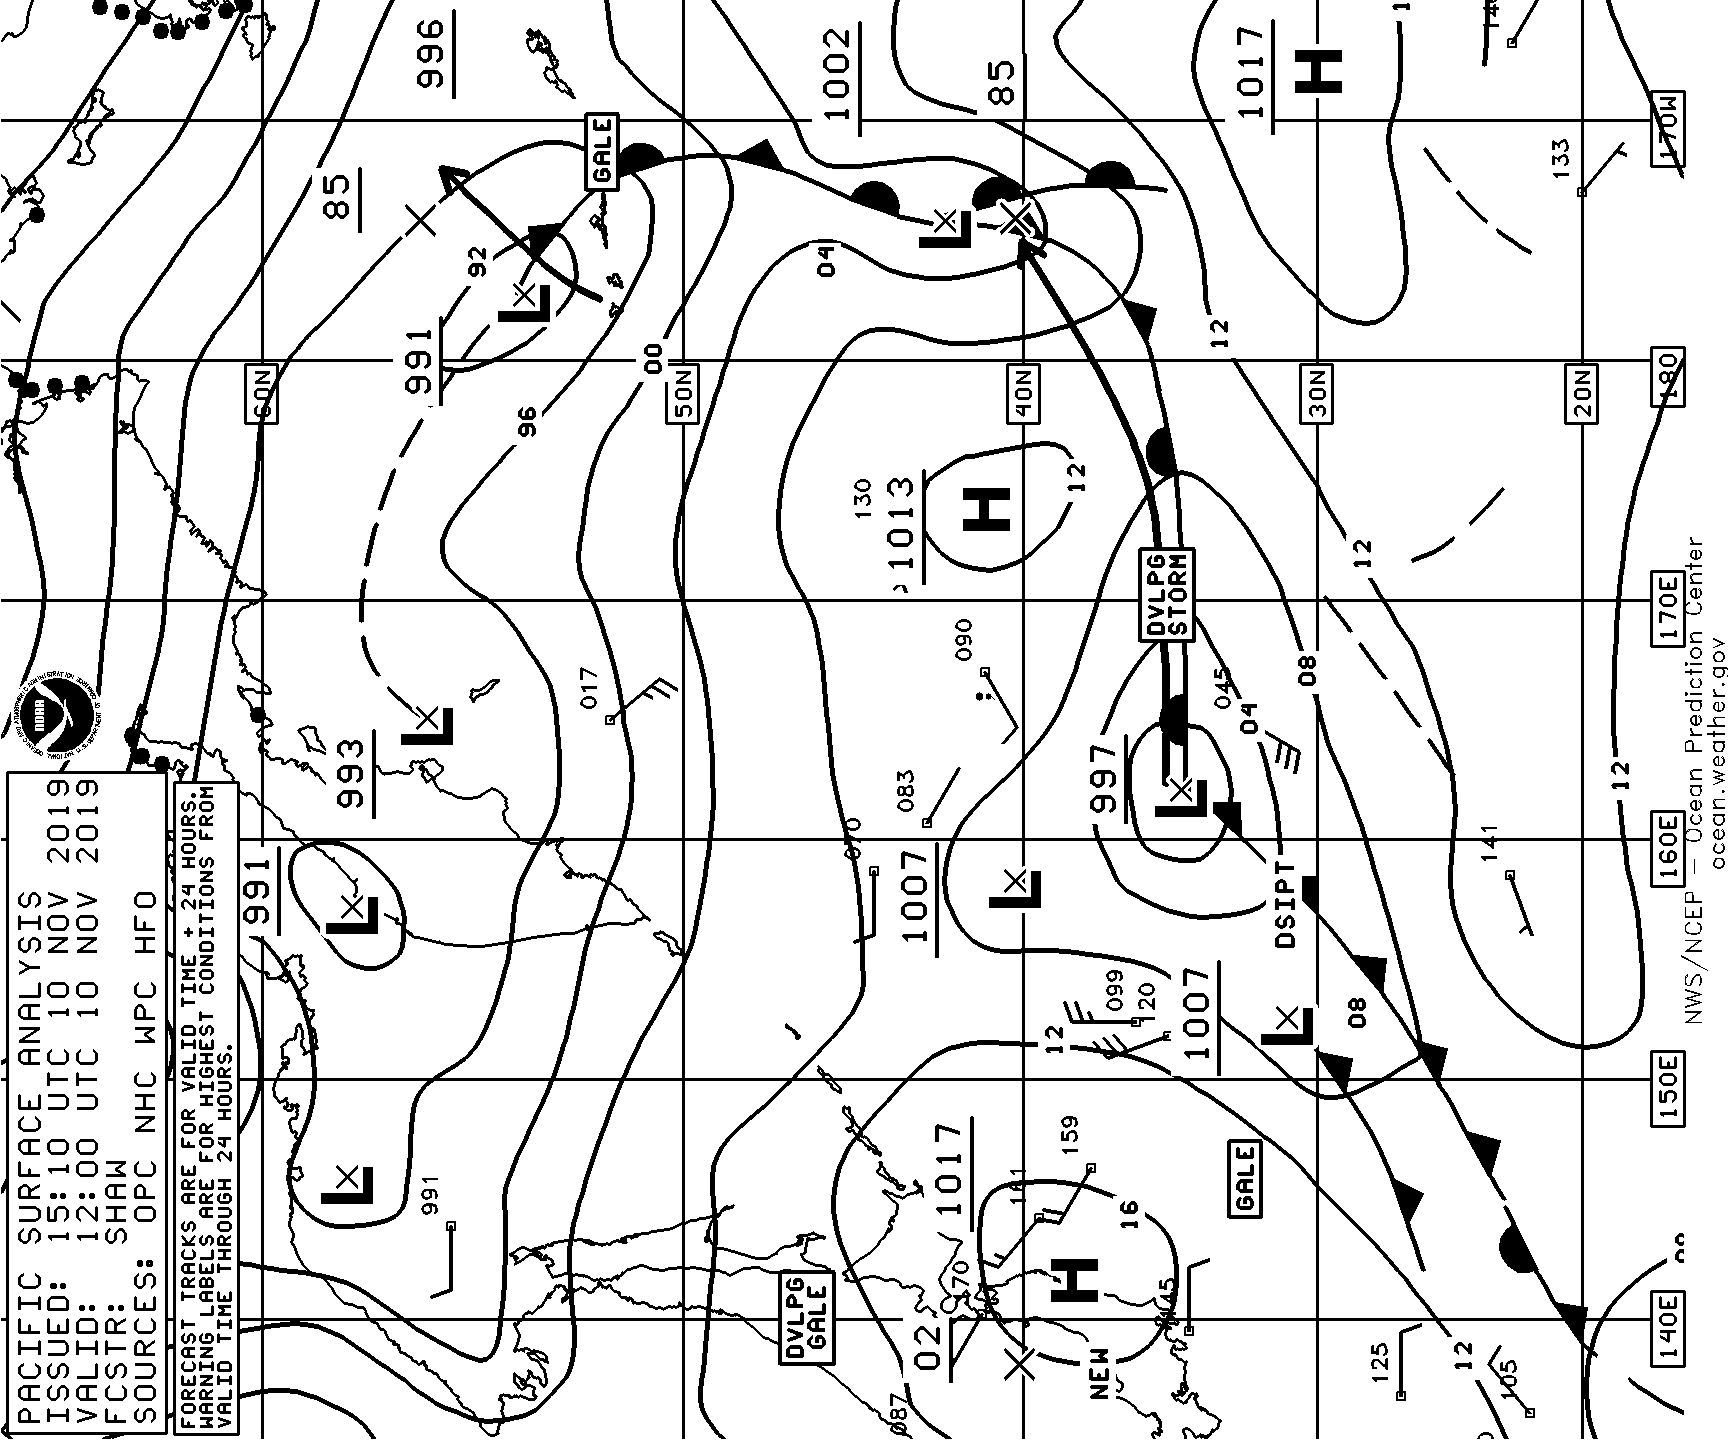 PACIFIC SURFACE ANALYSIS
ISSUED: 15:10 UTC 10 NOV 2019
VALID: 12:00 UTC 10 NOV 2019
FCSTR: SHAW
SOURCES: OPC NHC WPC HFO
FORECAST TRACKS ARE FOR VALID TIME + 24 HOURS.
WARNING LABELS ARE FOR HIGHEST CONDITIONS FROM
VALID TIME THROUGH 24 HOURS.
996
1002
85
1017
H
170W
GALE
85
133
92
L
991
04
L
12
00
60N
50N
40N
30N
20N
180
96
130
1013
H
12
12
DVLPG
STORM
170E
090
017
L
993
083
045
04
08
997
L
12
070
1007
L
141
160E
991
L
DSIPT
099
120
1007
L
08
12
150E
L
991
1017
159
161
16
GALE
H
DVLPG
GALE
02
70
45
NEW
087
125
105
12
140E
NWS/NCEP – Ocean Prediction Center
ocean.weather.gov